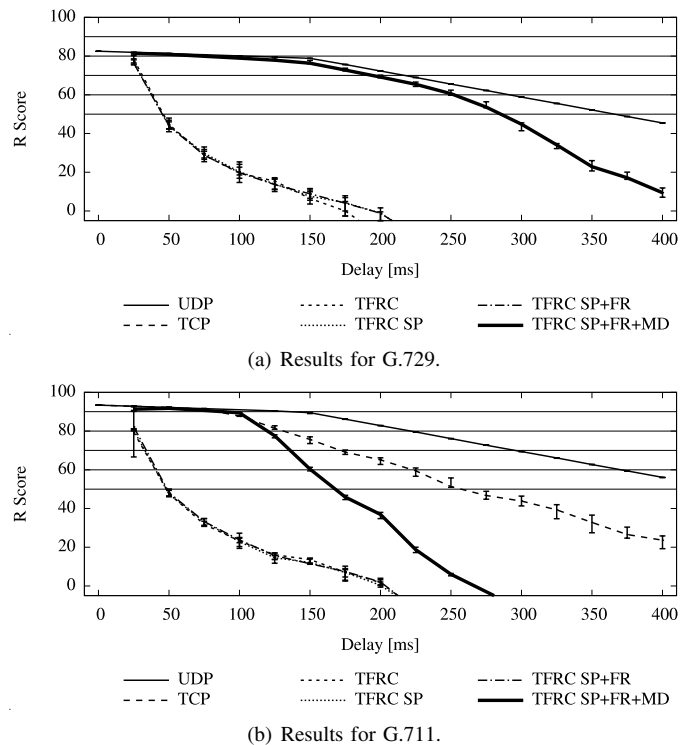 100
80
60
40
20
0
R Score
0 50 100 150 200 250 300 350 400
Delay [ms]
UDP TFRC TFRC SP+FR
TCP TFRC SP TFRC SP+FR+MD
(a) Results for G.729.
100
80
60
40
20
0
R Score
0 50 100 150 200 250 300 350 400
Delay [ms]
UDP TFRC TFRC SP+FR
TCP TFRC SP TFRC SP+FR+MD
(b) Results for G.711.